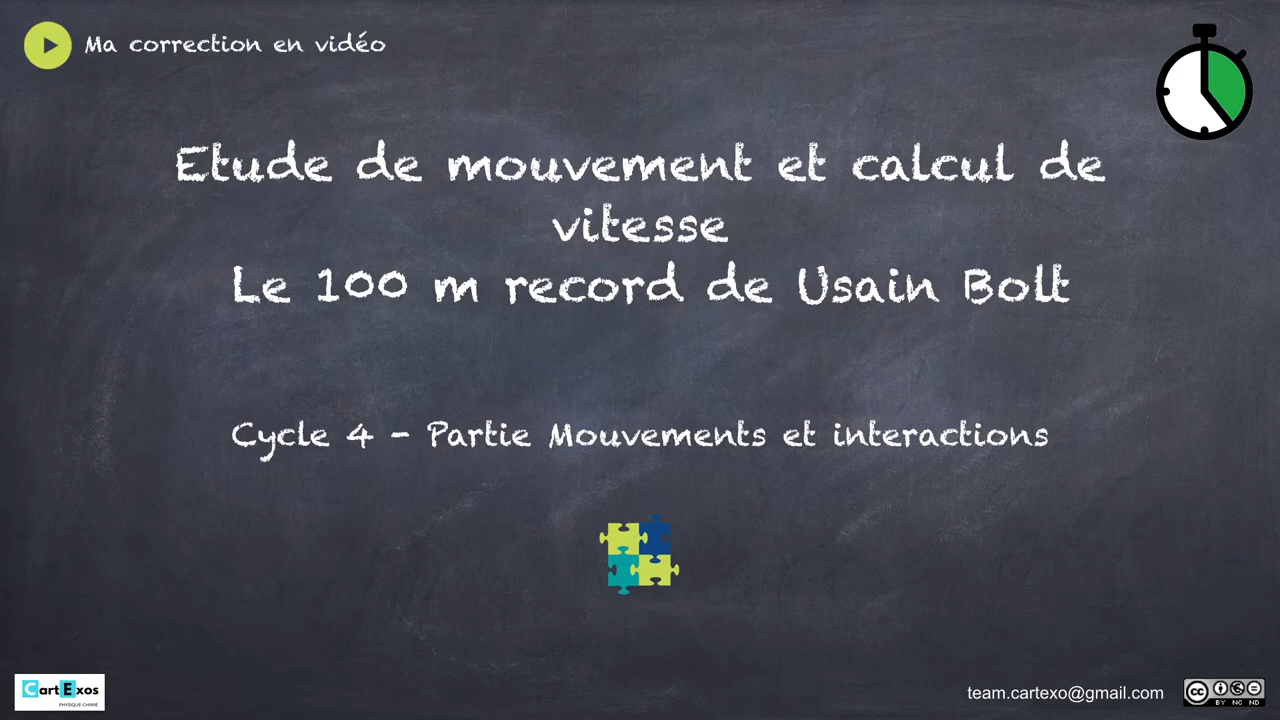 Ma correction en vidéo
Etude de mouvement et calcul de
vitesse
Le 100 m record de Usain Bolt
Cycle 4 - Partie Mouvements et interactions
CartExos
PHYSIQUE-CHIMIE
team.cartexo@gmail.com
cc
BY NC ND